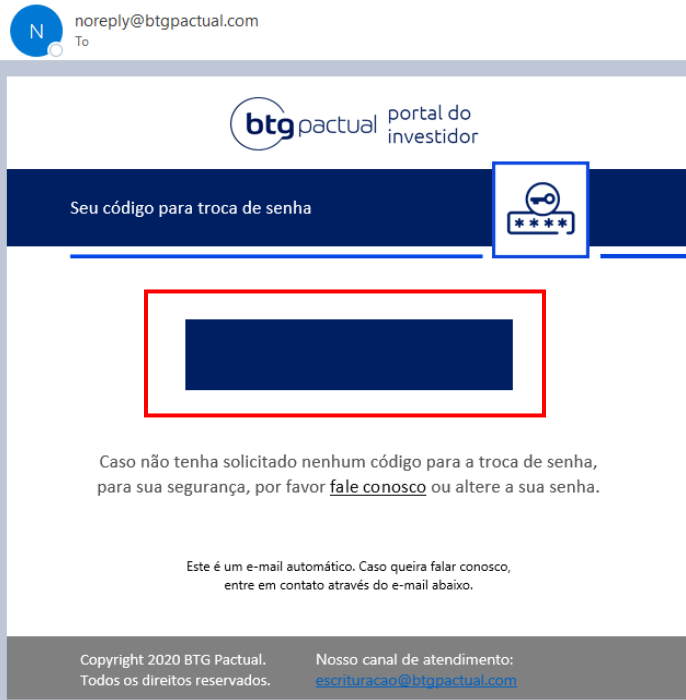 N
noreply@btgpactual.com
To
btg pactual
portal do
investidor
Seu código para troca de senha
****
Caso não tenha solicitado nenhum código para a troca de senha,
para sua segurança, por favor fale conosco ou altere a sua senha.
Este é um e-mail automático. Caso queira falar conosco,
entre em contato através do e-mail abaixo.
Copyright 2020 BTG Pactual.
Todos os direitos reservados.
Nosso canal de atendimento:
escrituracao@btgpactual.com